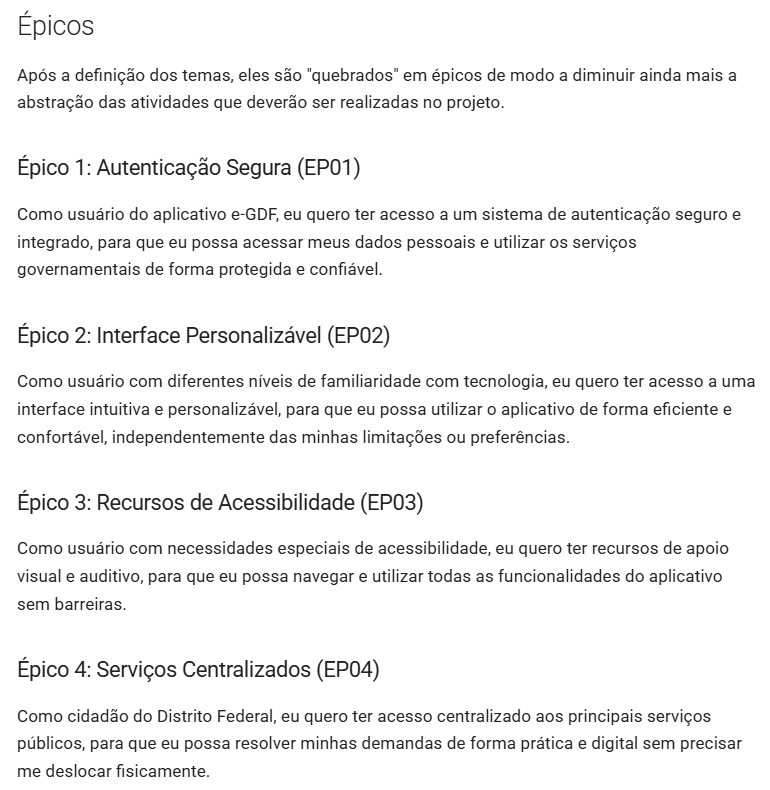 Épicos
Após a definição dos temas, eles são "quebrados" em épicos de modo a diminuir ainda mais a
abstração das atividades que deverão ser realizadas no projeto.
Épico 1: Autenticação Segura (EP01)
Como usuário do aplicativo e-GDF, eu quero ter acesso a um sistema de autenticação seguro e
integrado, para que eu possa acessar meus dados pessoais e utilizar os serviços
governamentais de forma protegida e confiável.
Épico 2: Interface Personalizável (EP02)
Como usuário com diferentes níveis de familiaridade com tecnologia, eu quero ter acesso a uma
interface intuitiva e personalizável, para que eu possa utilizar o aplicativo de forma eficiente e
confortável, independentemente das minhas limitações ou preferências.
Épico 3: Recursos de Acessibilidade (EP03)
Como usuário com necessidades especiais de acessibilidade, eu quero ter recursos de apoio
visual e auditivo, para que eu possa navegar e utilizar todas as funcionalidades do aplicativo
sem barreiras.
Épico 4: Serviços Centralizados (EP04)
Como cidadão do Distrito Federal, eu quero ter acesso centralizado aos principais serviços
públicos, para que eu possa resolver minhas demandas de forma prática e digital sem precisar
me deslocar fisicamente.